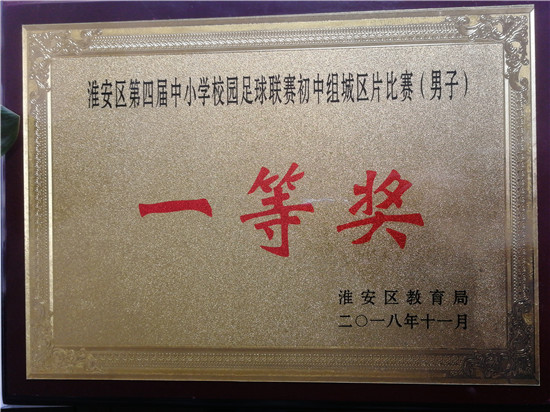 淮安区第四届中小学校园足球联赛初中组城区片比赛（男子）
一等奖
淮安区教育局
二〇一八年十一月